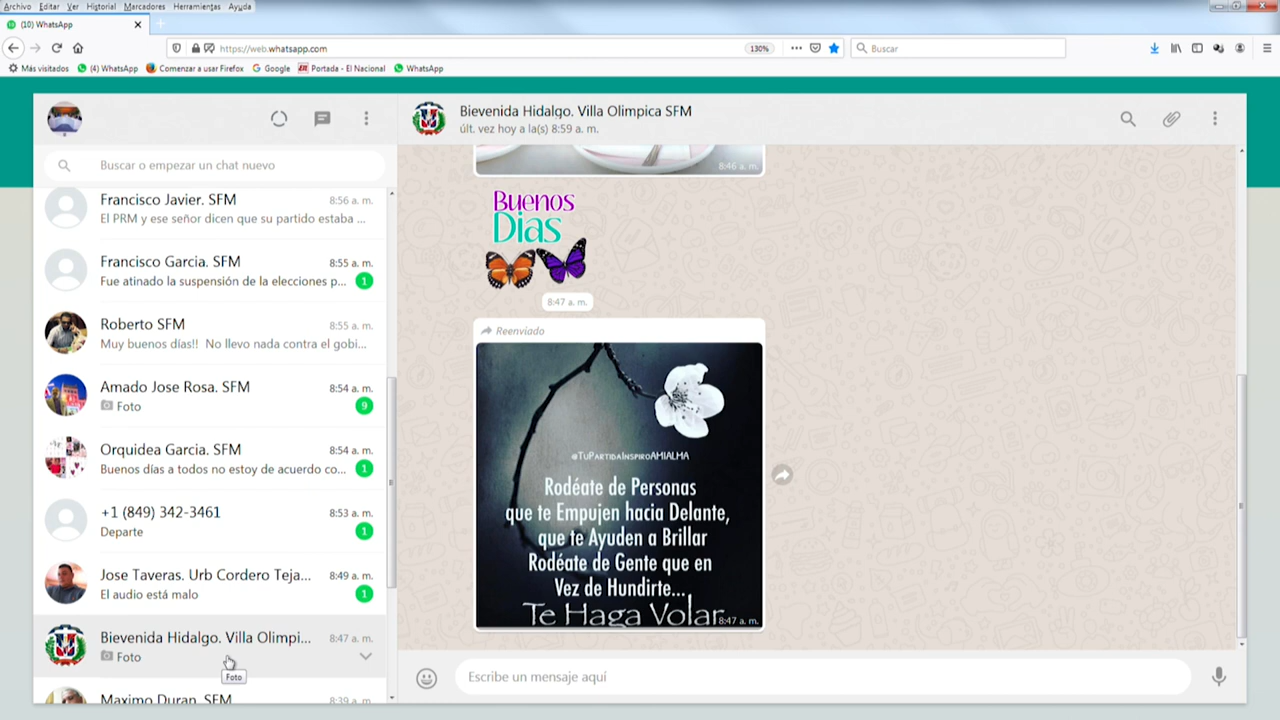 Archivo Editar Ver Historial Marcadores Herramientas Ayuda
(10) WhatsApp
https://web.whatsapp.com
130%
Buscar
Más visitados
(4) WhatsApp
Comenzar a usar Firefox
Google
Portada - El Nacional
WhatsApp
Buscar o empezar un chat nuevo
Francisco Javier. SFM
8:56 a. m.
El PRM y ese señor dicen que su partido estaba ...
Francisco Garcia. SFM
8:55 a. m.
Fue atinado la suspensión de la elecciones p...
1
Roberto SFM
8:55 a. m.
Muy buenos días!! No llevo nada contra el gobi...
Amado Jose Rosa. SFM
8:54 a. m.
Foto
9
Orquidea Garcia. SFM
8:54 a. m.
Buenos días a todos no estoy de acuerdo co...
1
+1 (849) 342-3461
8:53 a. m.
Departe
1
Jose Taveras. Urb Cordero Teja...
8:49 a. m.
El audio está malo
1
Bievenida Hidalgo. Villa Olimpi...
8:47 a. m.
Foto
Foto
Maximo Duran. SFM
8:39 a. m.
Bievenida Hidalgo. Villa Olimpica SFM
últ. vez hoy a la(s) 8:59 a. m.
8:46 a. m.
Buenos
Dias
8:47 a. m.
Reenviado
@TuPartidaInspiroAMiAlma
Rodéate de Personas
que te Empujen hacia Delante,
que te Ayuden a Brillar
Rodéate de Gente que en
Vez de Hundirte...
Te Haga Volar
8:47 a. m.
Escribe un mensaje aquí